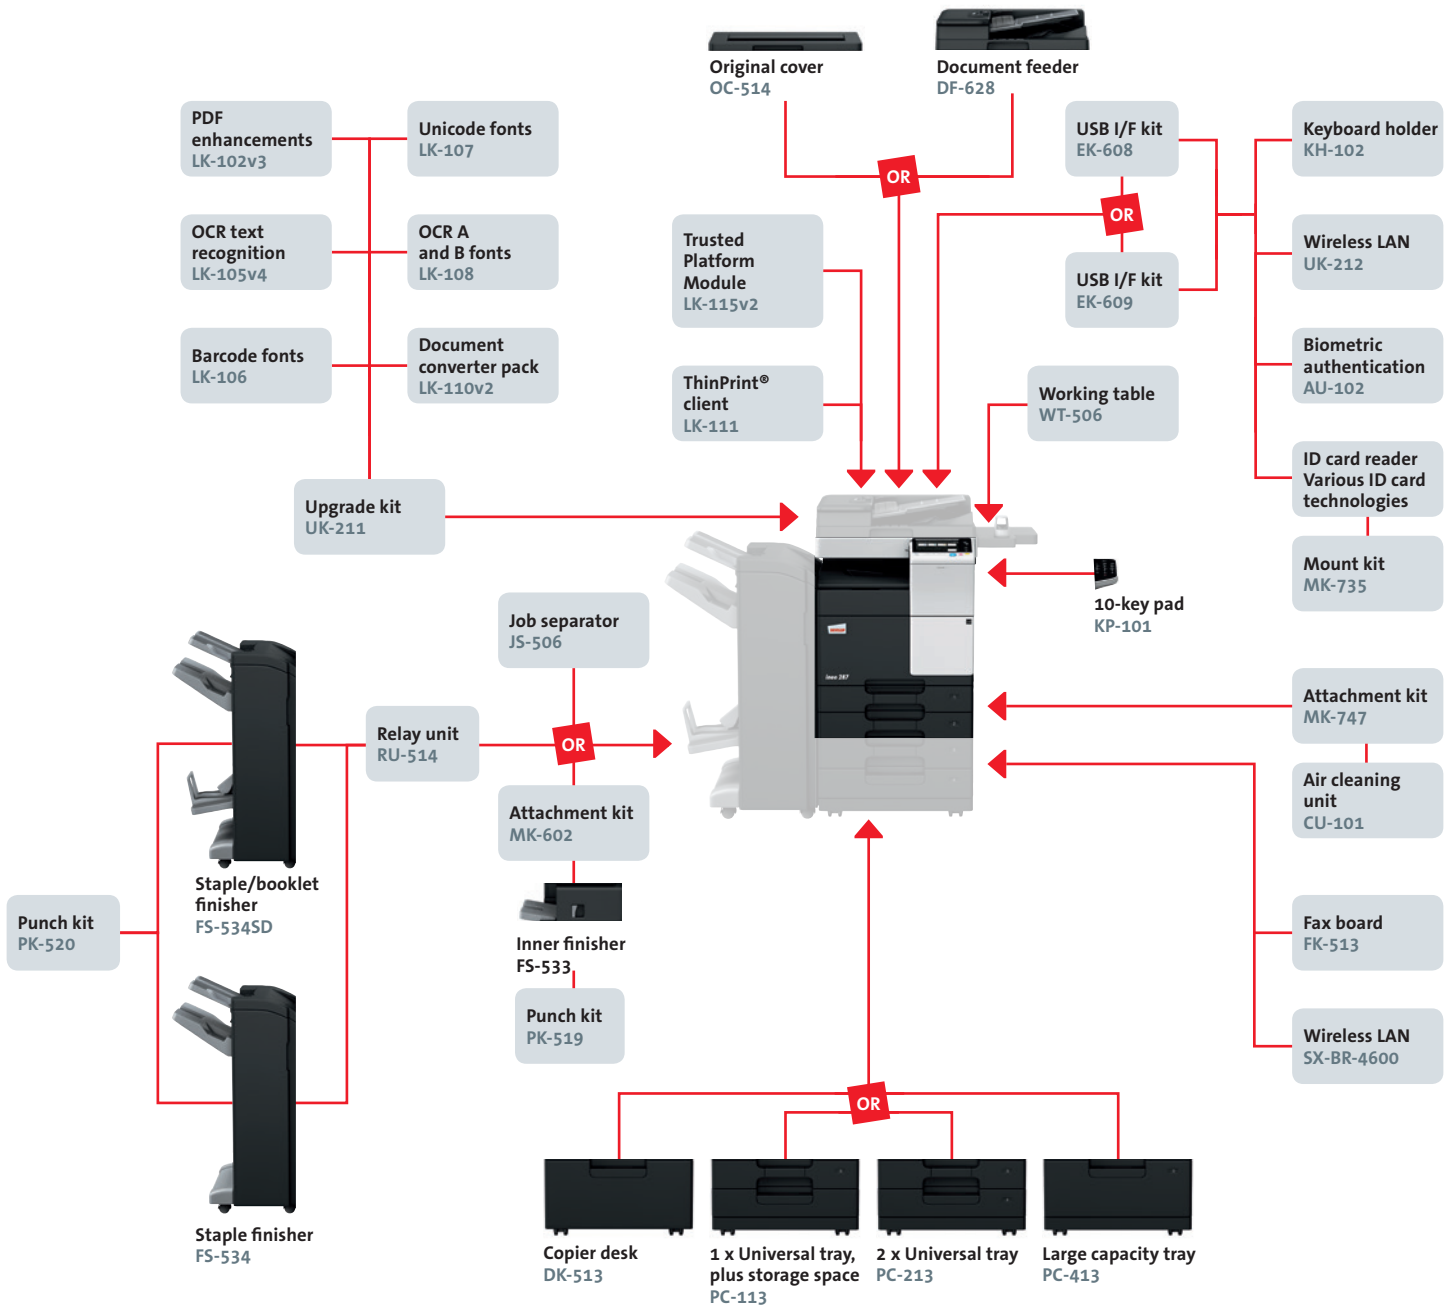 Original cover
OC-514
Document feeder
DF-628
PDF
enhancements
LK-102v3
Unicode fonts
LK-107
USB I/F kit
EK-608
Keyboard holder
KH-102
OR
OR
OCR text
recognition
LK-105v4
OCR A
and B fonts
LK-108
Trusted
Platform
Module
LK-115v2
Wireless LAN
UK-212
USB I/F kit
EK-609
Barcode fonts
LK-106
Document
converter pack
LK-110v2
ThinPrint®
client
LK-111
Working table
WT-506
Biometric
authentication
AU-102
ID card reader
Various ID card
technologies
Upgrade kit
UK-211
Mount kit
MK-735
10-key pad
KP-101
Job separator
JS-506
ineo 287
Attachment kit
MK-747
Relay unit
RU-514
OR
Air cleaning
unit
CU-101
Attachment kit
MK-602
Staple/booklet
finisher
FS-534SD
Punch kit
PK-520
Inner finisher
FS-533
Fax board
FK-513
Punch kit
PK-519
Wireless LAN
SX-BR-4600
OR
Staple finisher
FS-534
Copier desk
DK-513
1 x Universal tray,
plus storage space
PC-113
2 x Universal tray
PC-213
Large capacity tray
PC-413